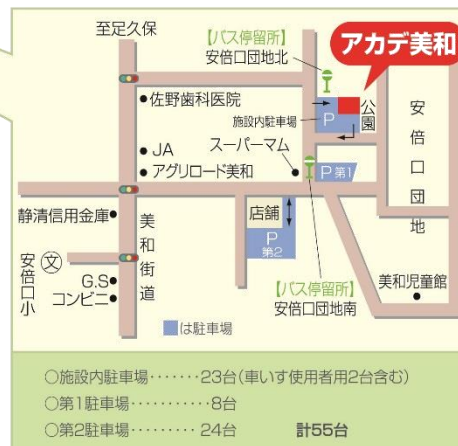 至足久保
【バス停留所】
安倍口団地北
アカデ美和
佐野歯科医院
施設内駐車場
P
公園
安倍口団地
JA
アグリロード美和
スーパーマム
P第1
静清信用金庫
美和街道
店舗
P
第2
安倍口小
文
G.S
コンビニ
【バス停留所】
安倍口団地南
美和児童館
は駐車場
○施設内駐車場‥‥‥‥23台(車いす使用者用2台含む)
○第1駐車場‥‥‥‥‥‥8台
○第2駐車場‥‥‥‥‥24台 計55台